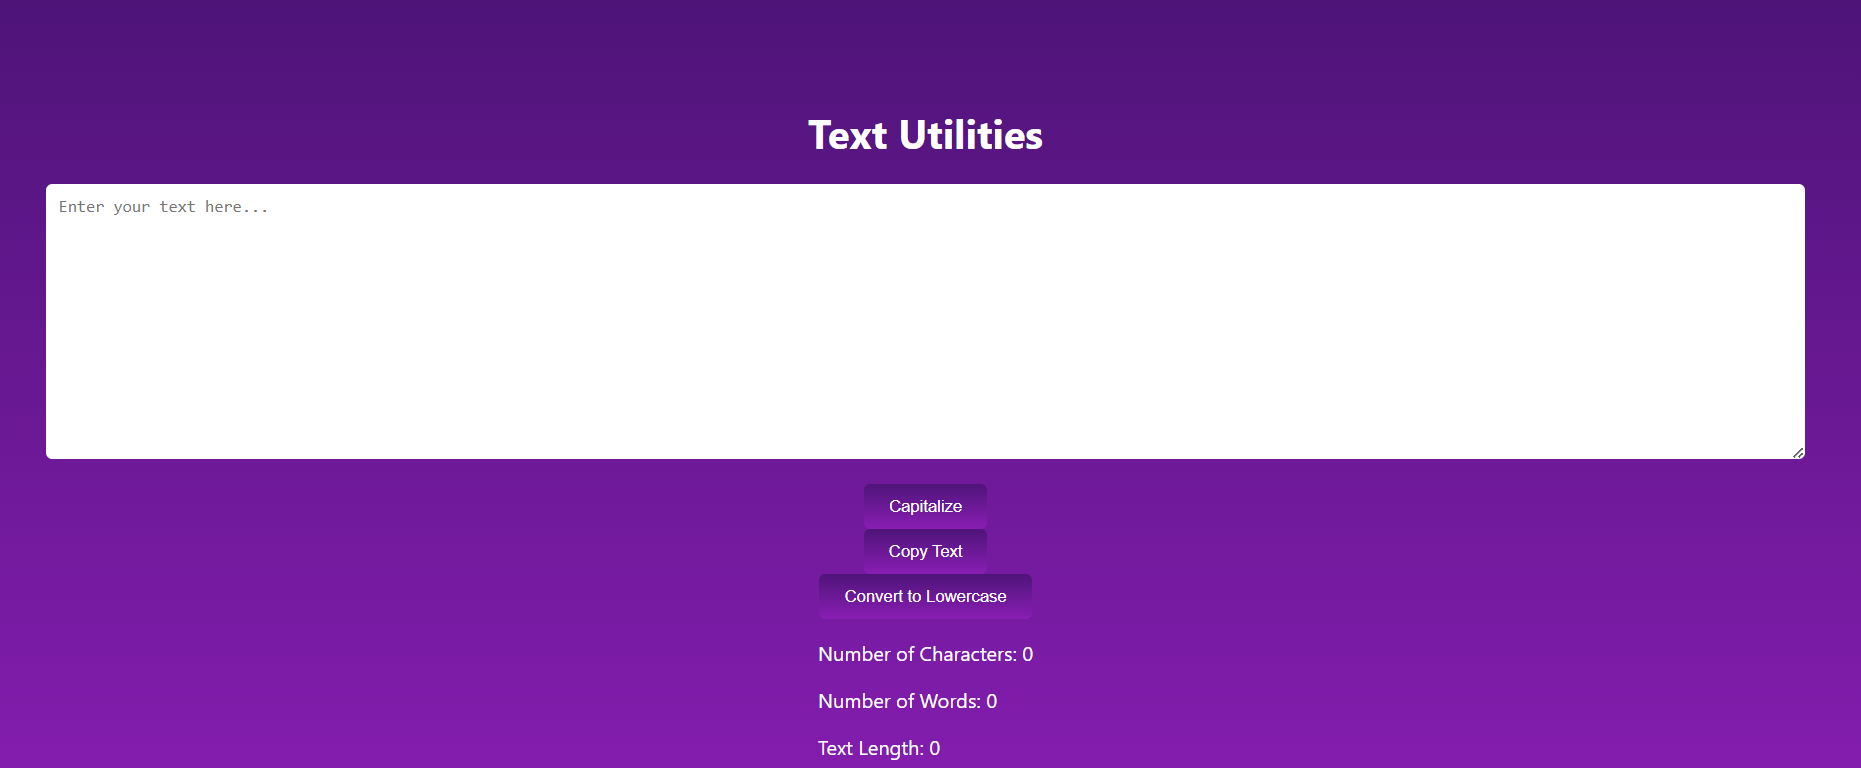 Text Utilities
Enter your text here...
Capitalize
Copy Text
Convert to Lowercase
Number of Characters: 0
Number of Words: 0
Text Length: 0